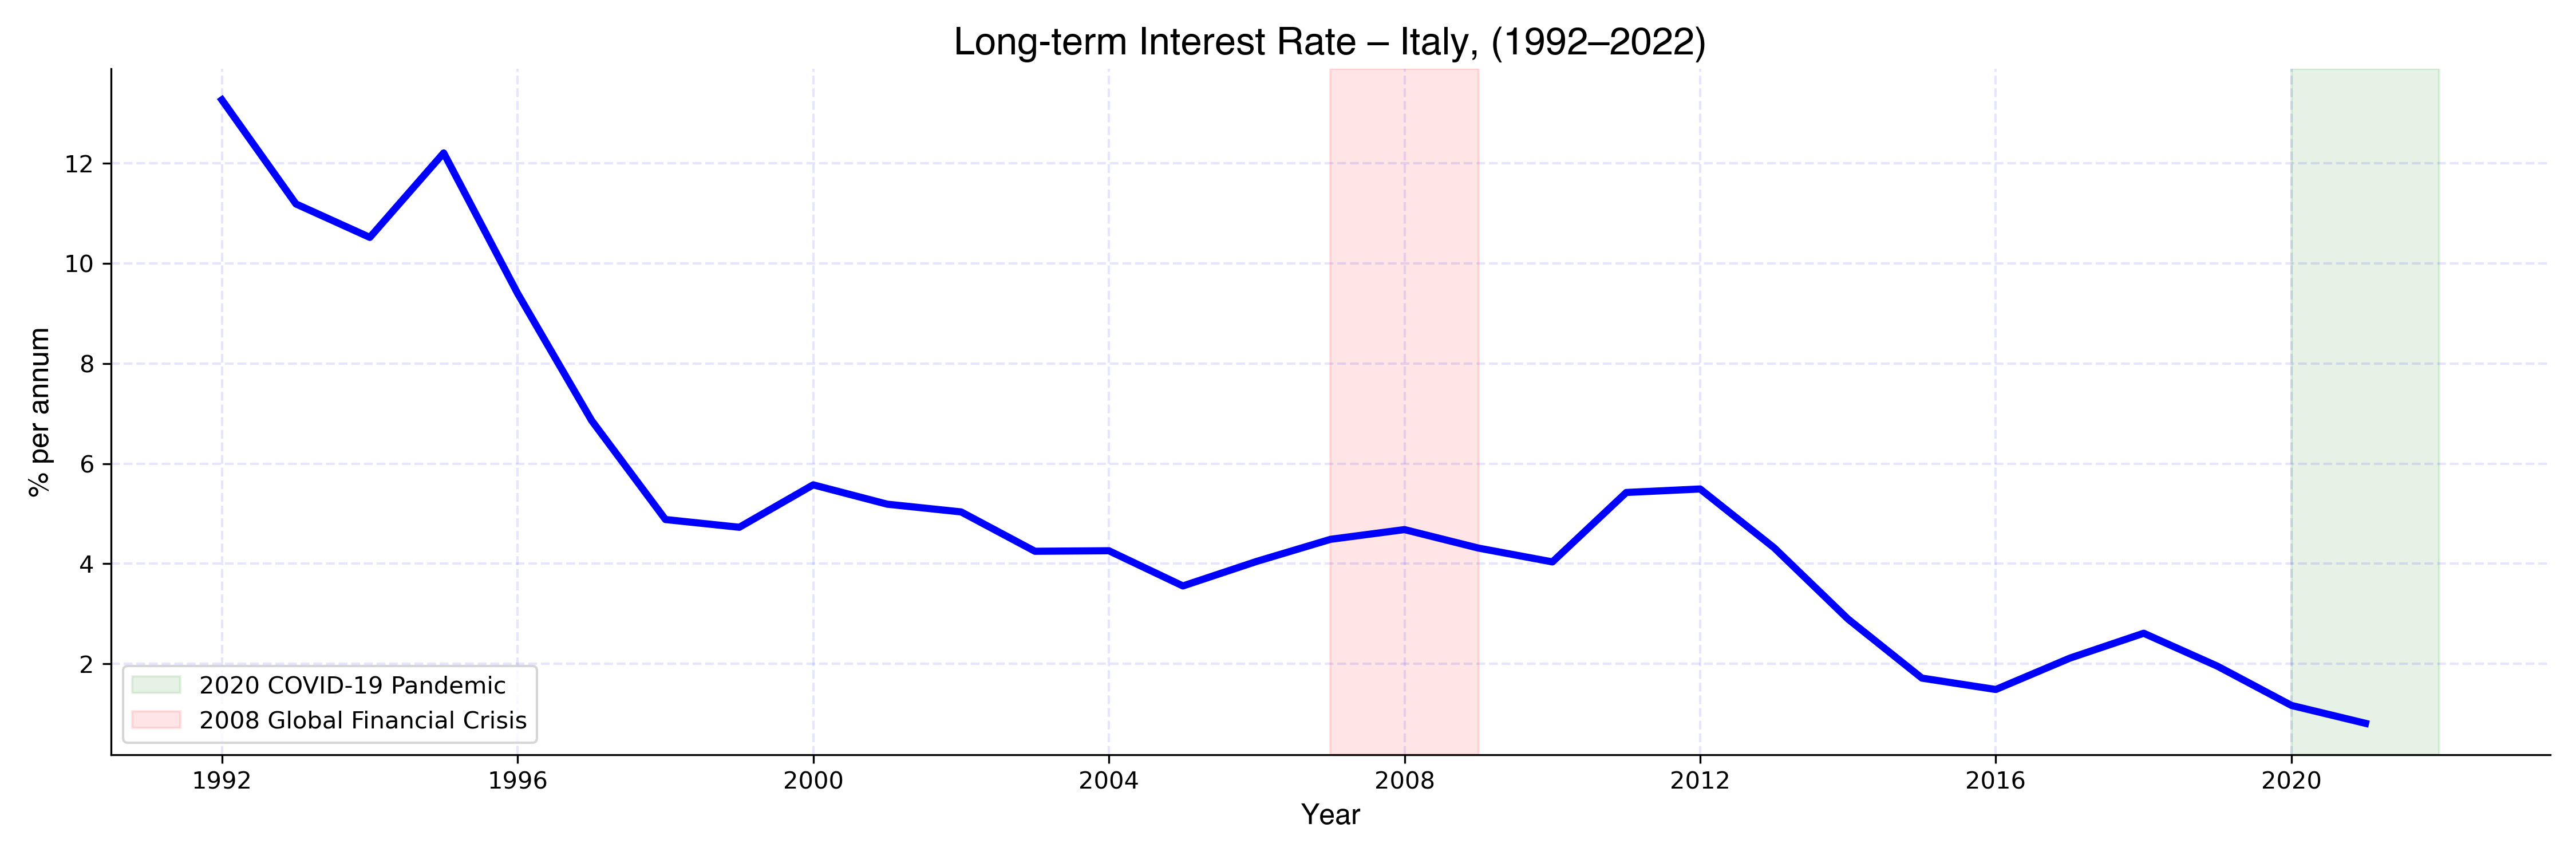 Long-term Interest Rate – Italy, (1992–2022)
% per annum
12
10
8
6
4
2
2020 COVID-19 Pandemic
2008 Global Financial Crisis
1992
1996
2000
2004
2008
2012
2016
2020
Year